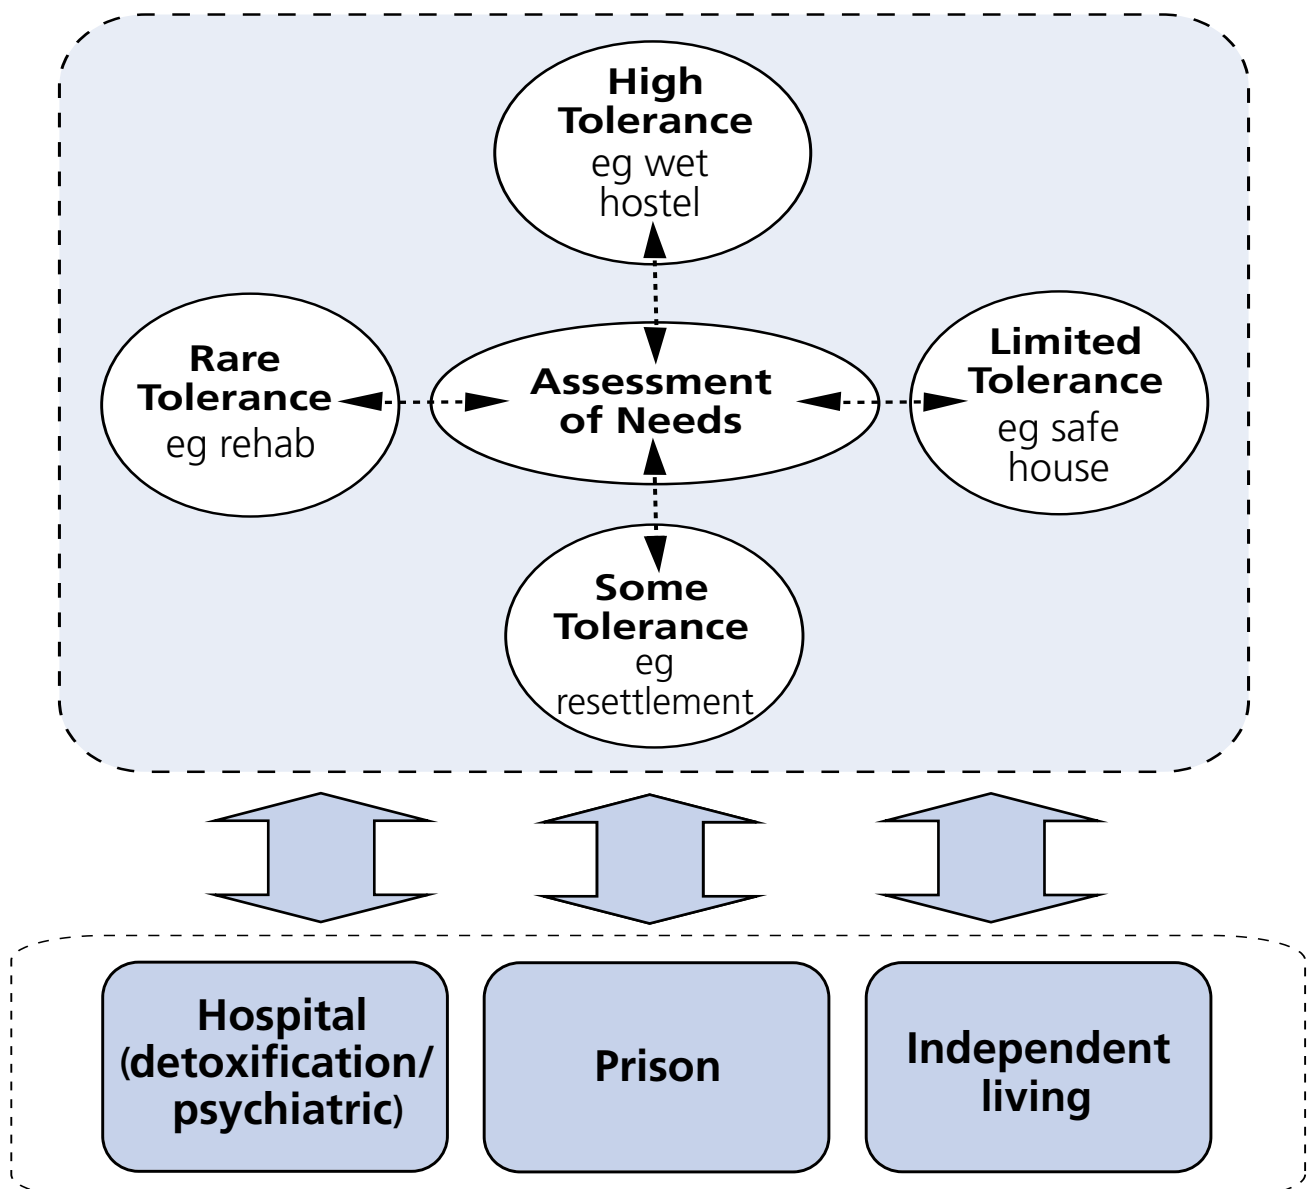 High
Tolerance
eg wet
hostel
Rare
Tolerance
eg rehab
Assessment
of Needs
Limited
Tolerance
eg safe
house
Some
Tolerance
eg
resettlement
Hospital
(detoxification/
psychiatric)
Prison
Independent
living